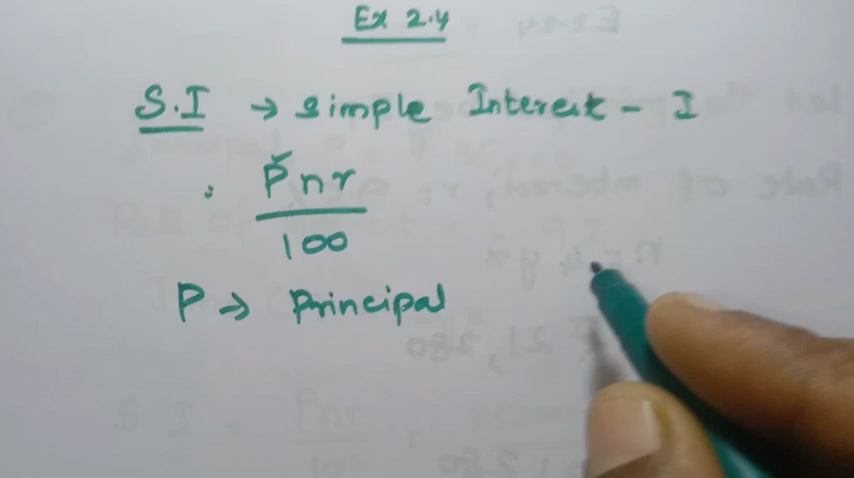 Ex 2.4
S.I → Simple Interest - I
: Pnr
100
P → Principal